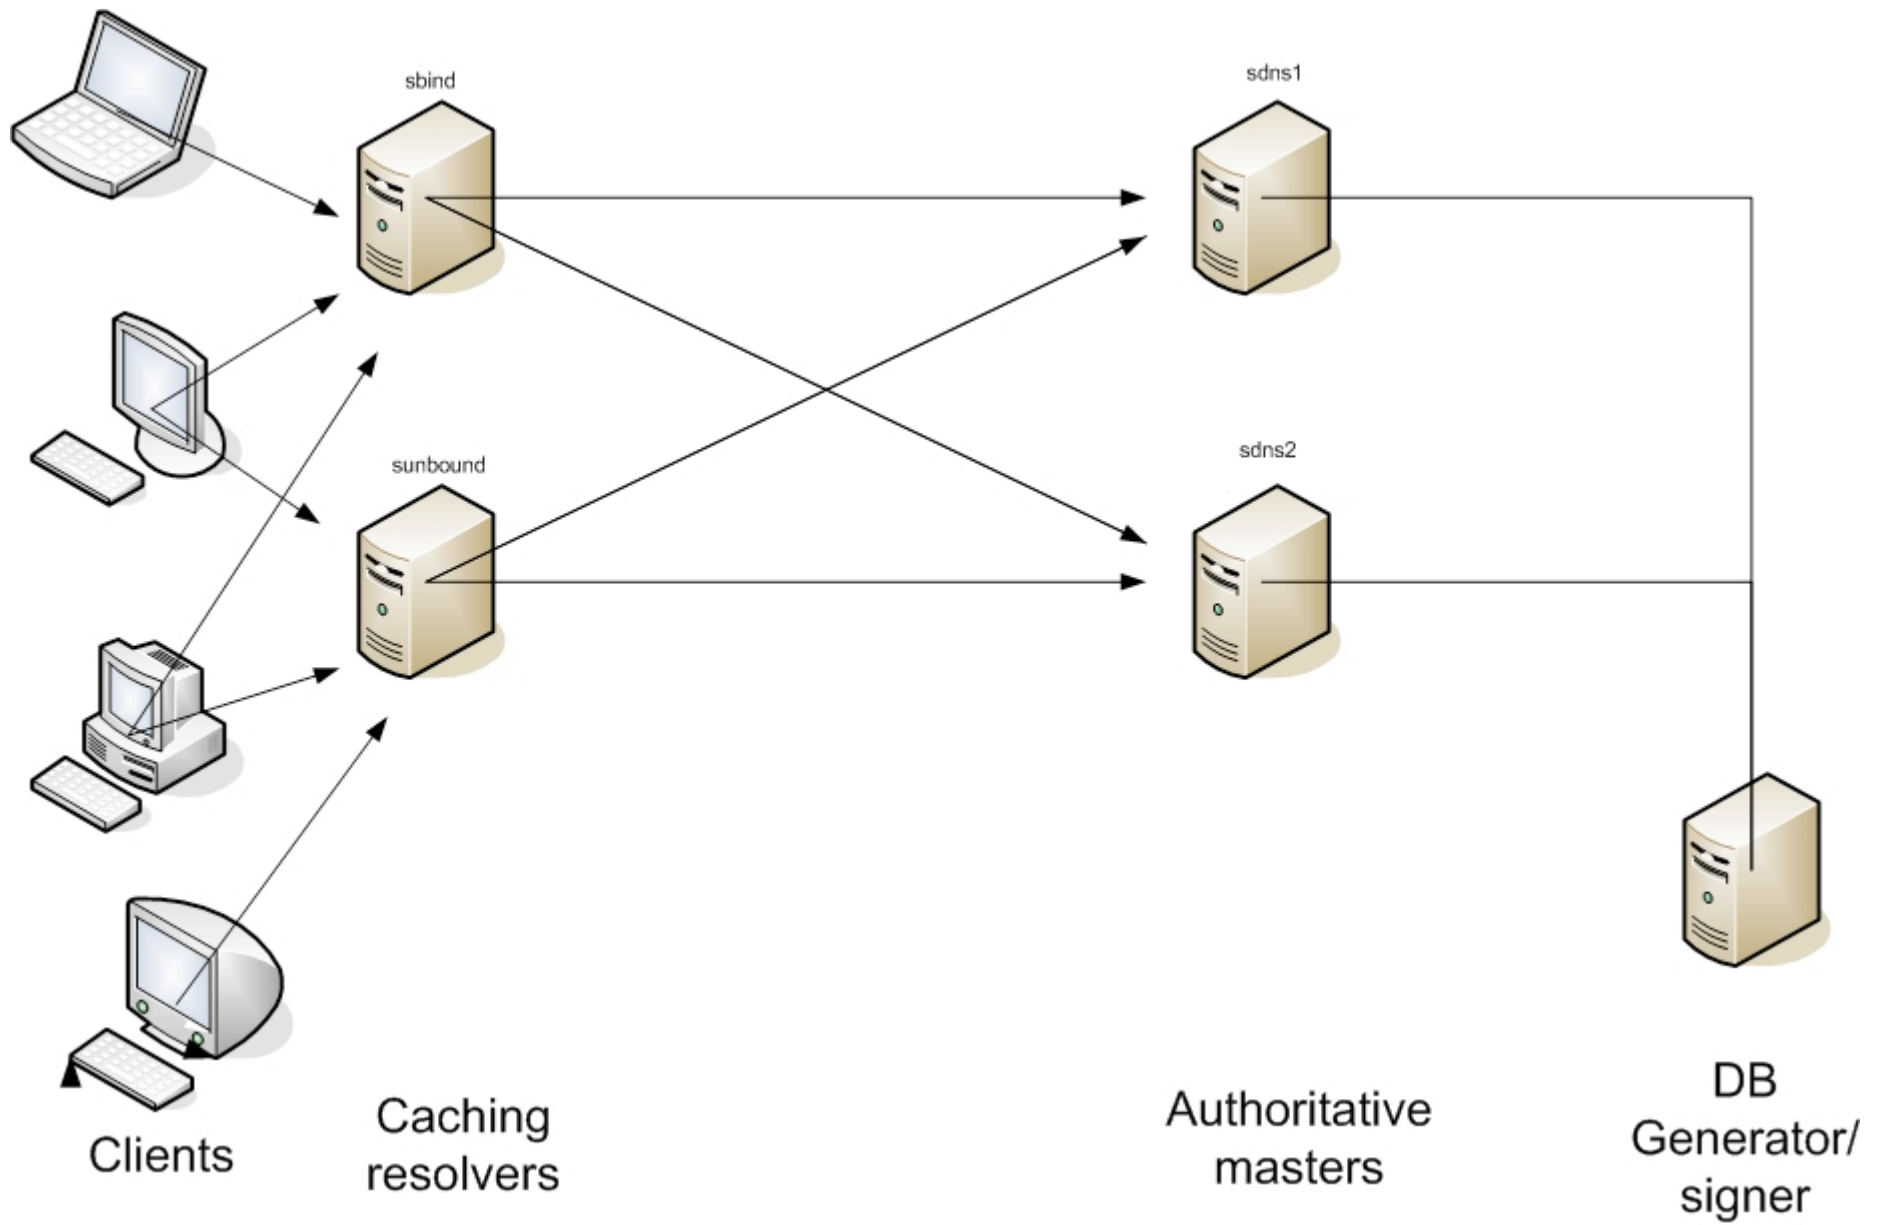 sbind
sdns1
sunbound
sdns2
Clients
Caching
resolvers
Authoritative
masters
DB
Generator/
signer